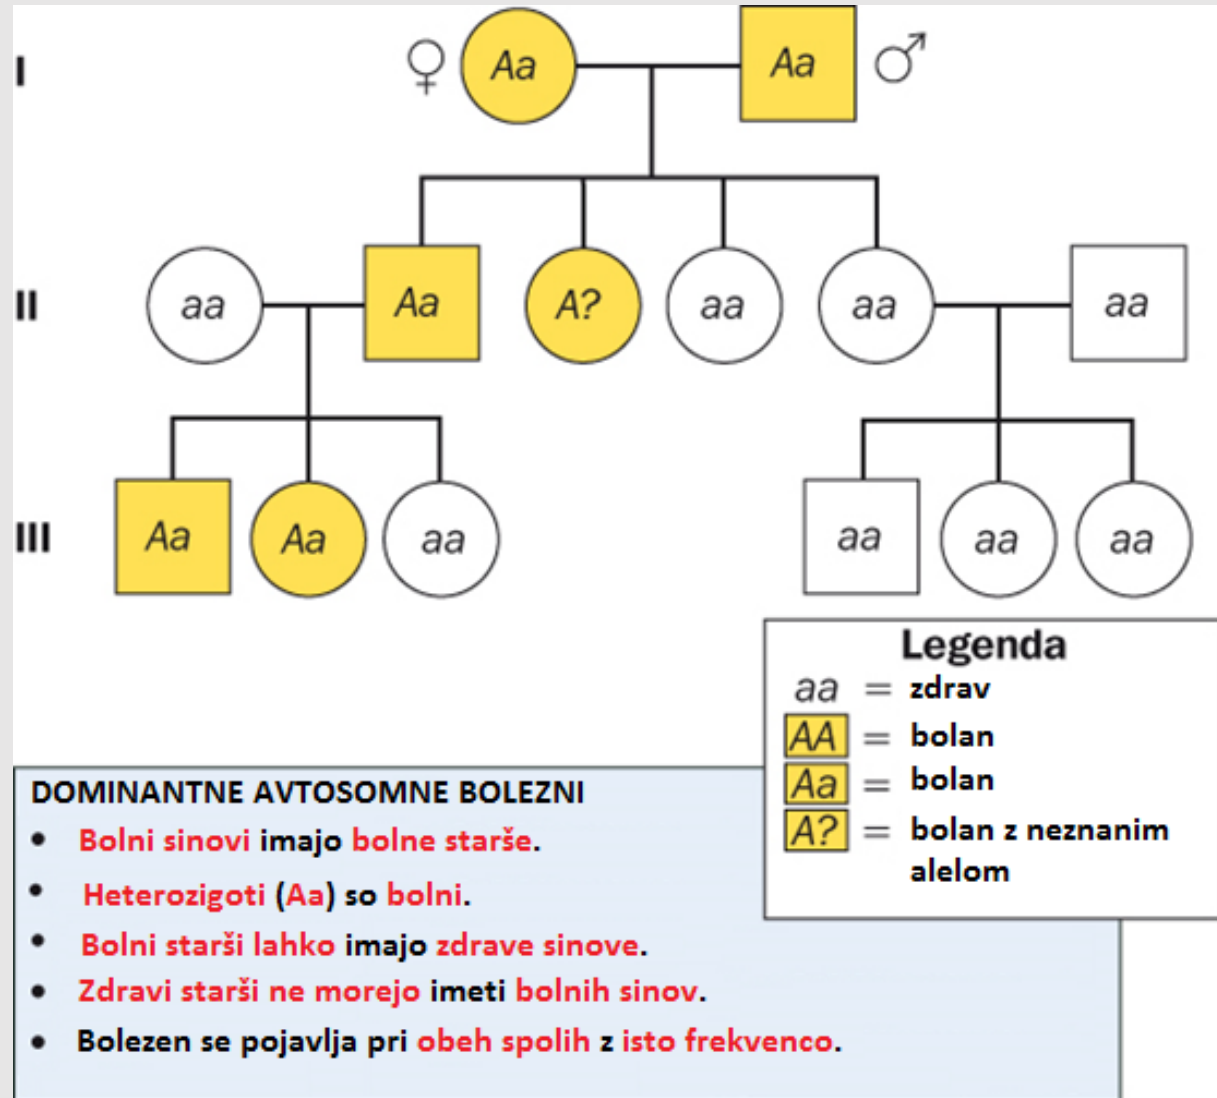 I
♀ Aa Aa ♂
II
aa Aa A? aa aa aa
III
Aa Aa aa aa aa aa
Legenda
aa = zdrav
AA = bolan
Aa = bolan
A? = bolan z neznanim
alelom
DOMINANTNE AVTOSOMNE BOLEZNI
• Bolni sinovi imajo bolne starše.
• Heterozigoti (Aa) so bolni.
• Bolni starši lahko imajo zdrave sinove.
• Zdravi starši ne morejo imeti bolnih sinov.
• Bolezen se pojavlja pri obeh spolih z isto frekvenco.